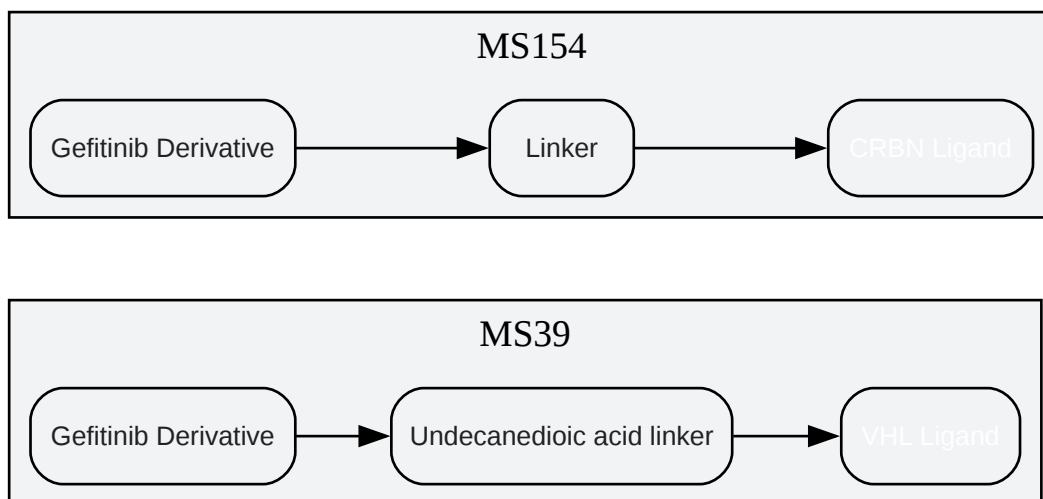 MS154
Gefitinib Derivative
Linker
CRBN Ligand
MS39
Gefitinib Derivative
Undecanedioic acid linker
VHL Ligand